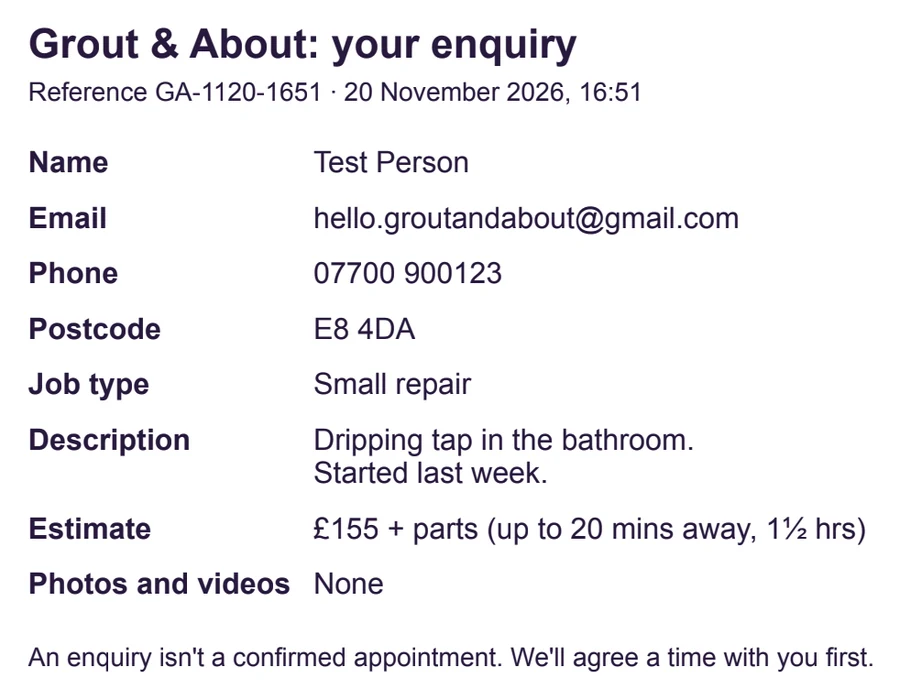 Grout & About: your enquiry
Reference GA-1120-1651 · 20 November 2026, 16:51
Name Test Person
Email hello.groutandabout@gmail.com
Phone 07700 900123
Postcode E8 4DA
Job type Small repair
Description Dripping tap in the bathroom.
Started last week.
Estimate £155 + parts (up to 20 mins away, 1½ hrs)
Photos and videos None
An enquiry isn't a confirmed appointment. We'll agree a time with you first.